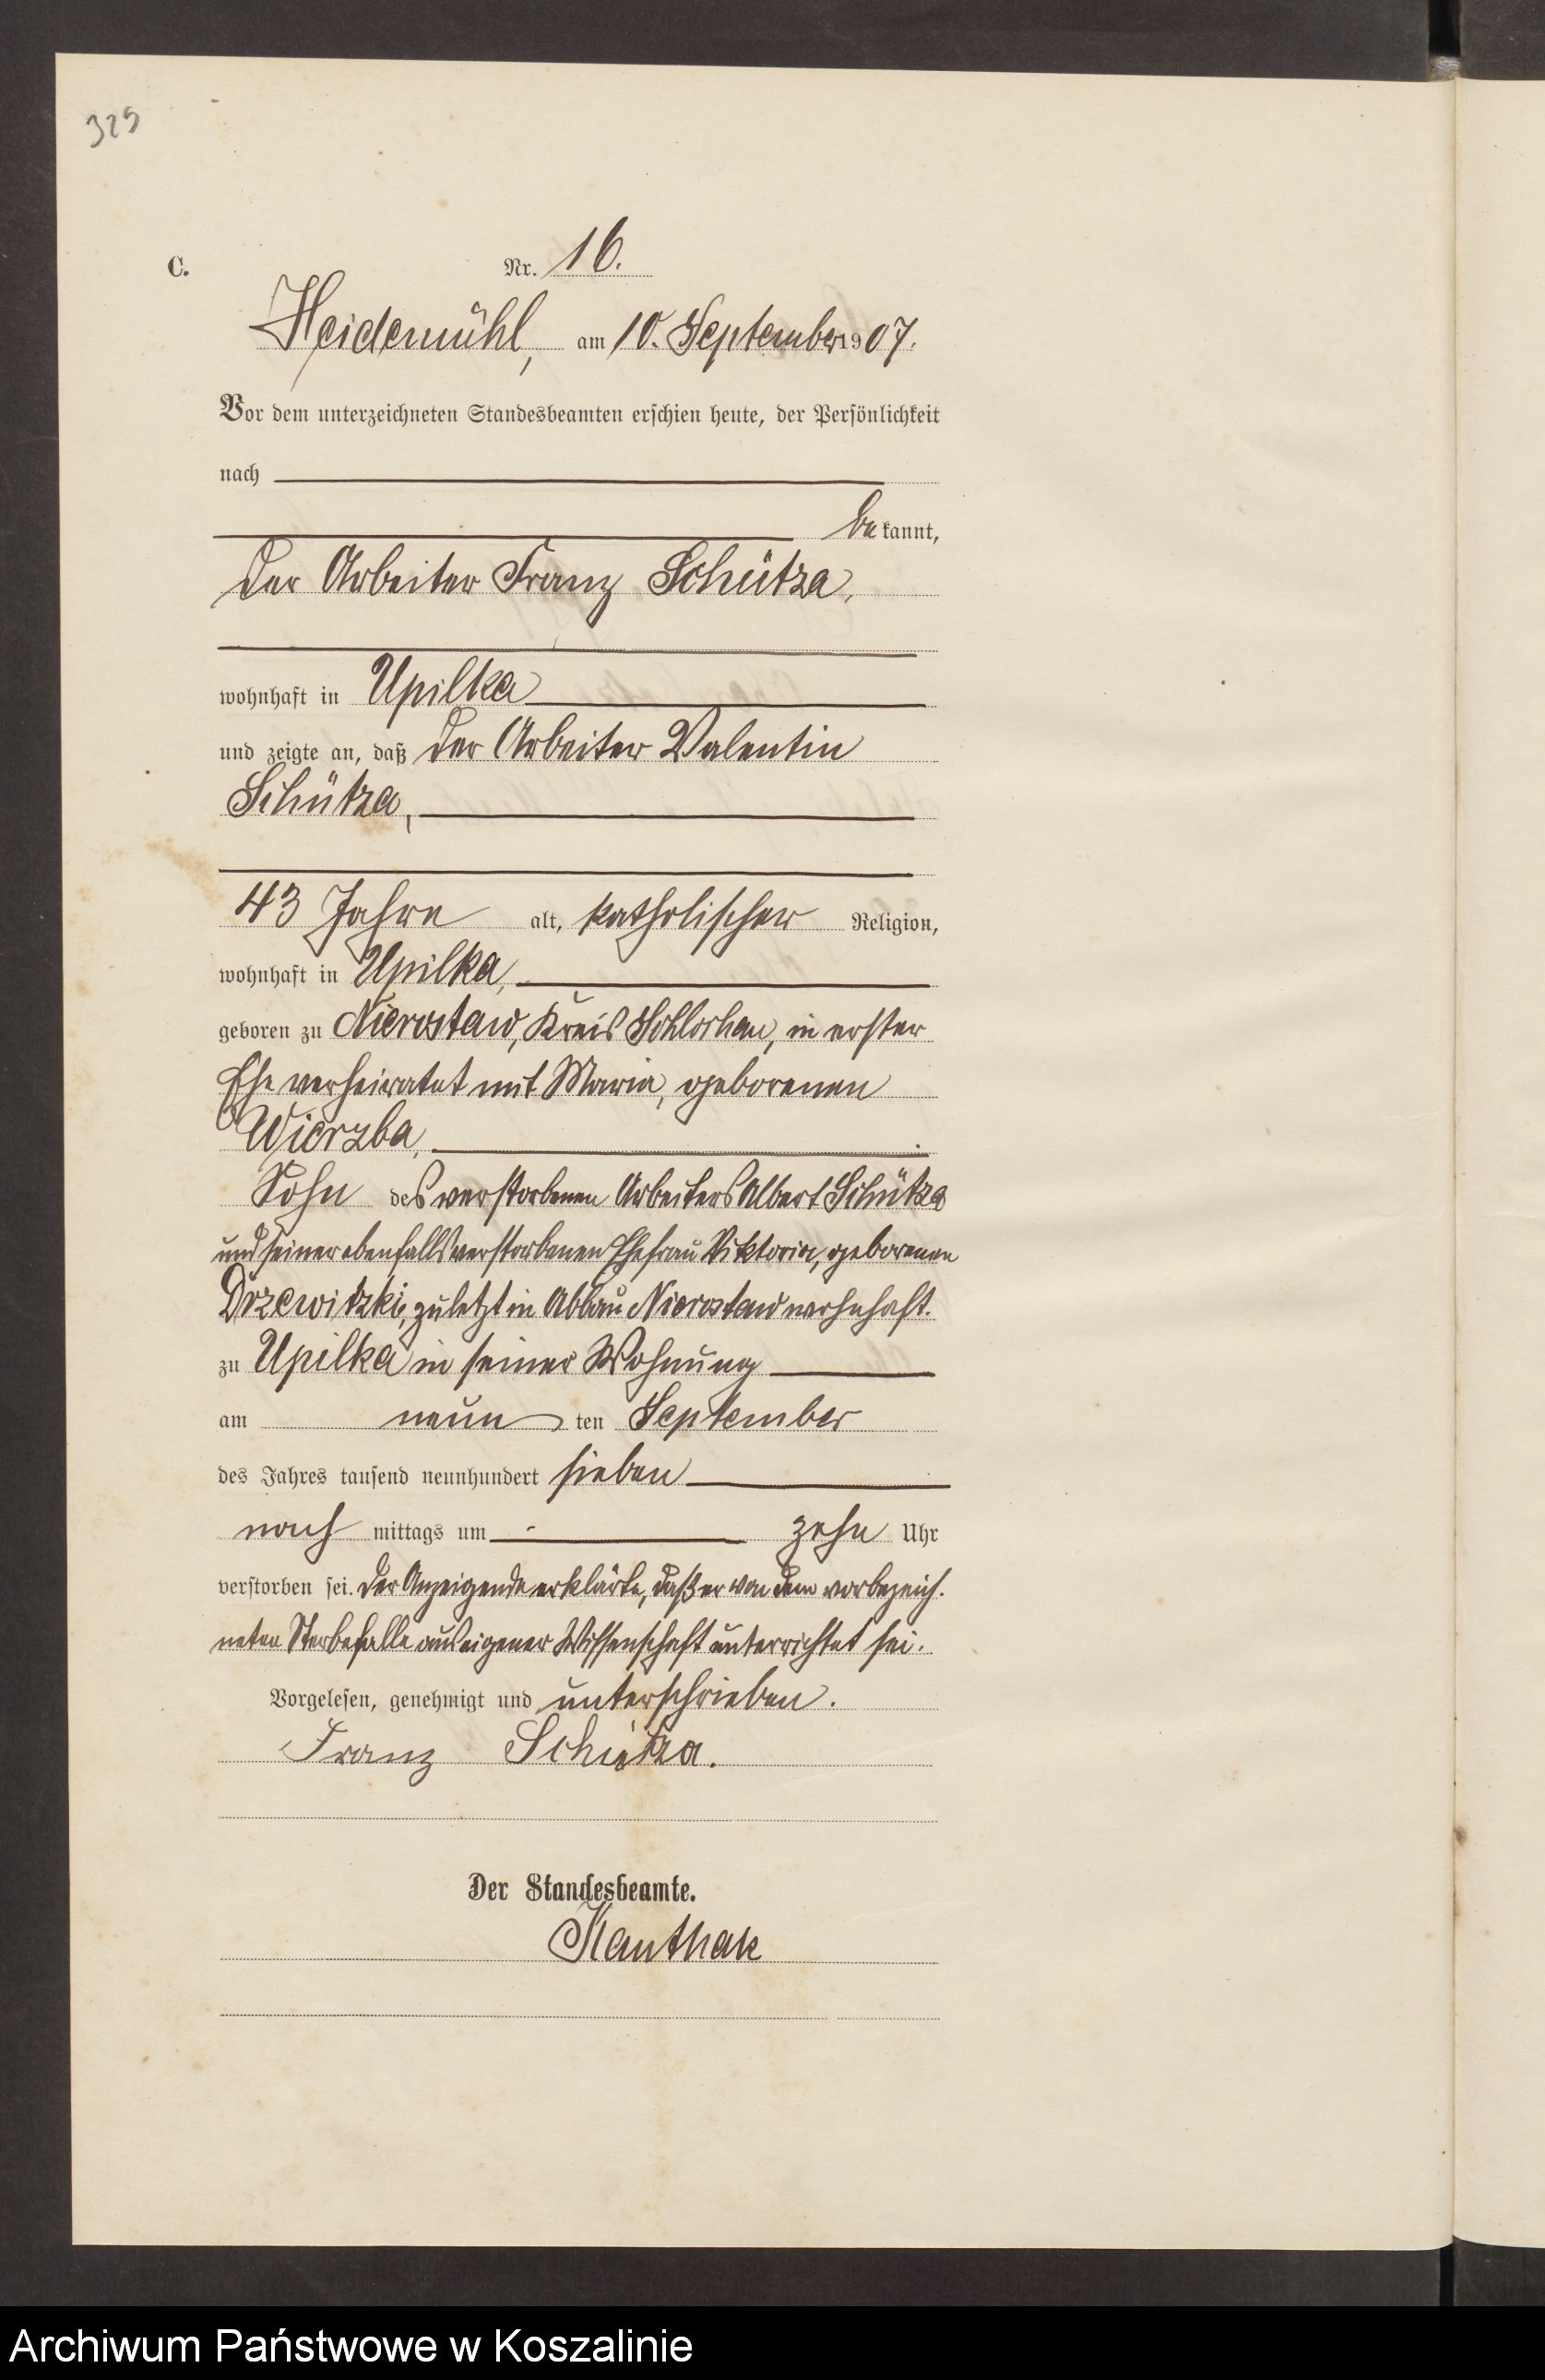 329
C. Nr. 16.
Heidemühl, am 10. September 1907.
Vor dem unterzeichneten Standesbeamten erschien heute, der Persönlichkeit
nach
bekannt,
der Arbeiter Franz Schütza,
wohnhaft in Upilka
und zeigte an, daß der Arbeiter Valentin
Schütza,
43 Jahre alt, katholischer Religion,
wohnhaft in Upilka,
geboren zu Nierostaw, Kreis Schlochau, in erster
Ehe verheiratet mit Maria, geborenen
Wierzba,
Sohn des verstorbenen Arbeiters Albert Schütza
und seiner ebenfalls verstorbenen Ehefrau Viktoria, geborenen
Drzewitzki, zuletzt in Abbau Nierostaw wohnhaft.
zu Upilka in seiner Wohnung
am neun ten September
des Jahres tausend neunhundert sieben
nach mittags um zehn Uhr
verstorben sei. Der Anzeigende erklärte, daß er von dem vorbezeich-
neten Sterbefalle aus eigener Wissenschaft unterrichtet sei.
Vorgelesen, genehmigt und unterschrieben.
Franz Schütza.
Der Standesbeamte.
Kanthak
Archiwum Państwowe w Koszalinie